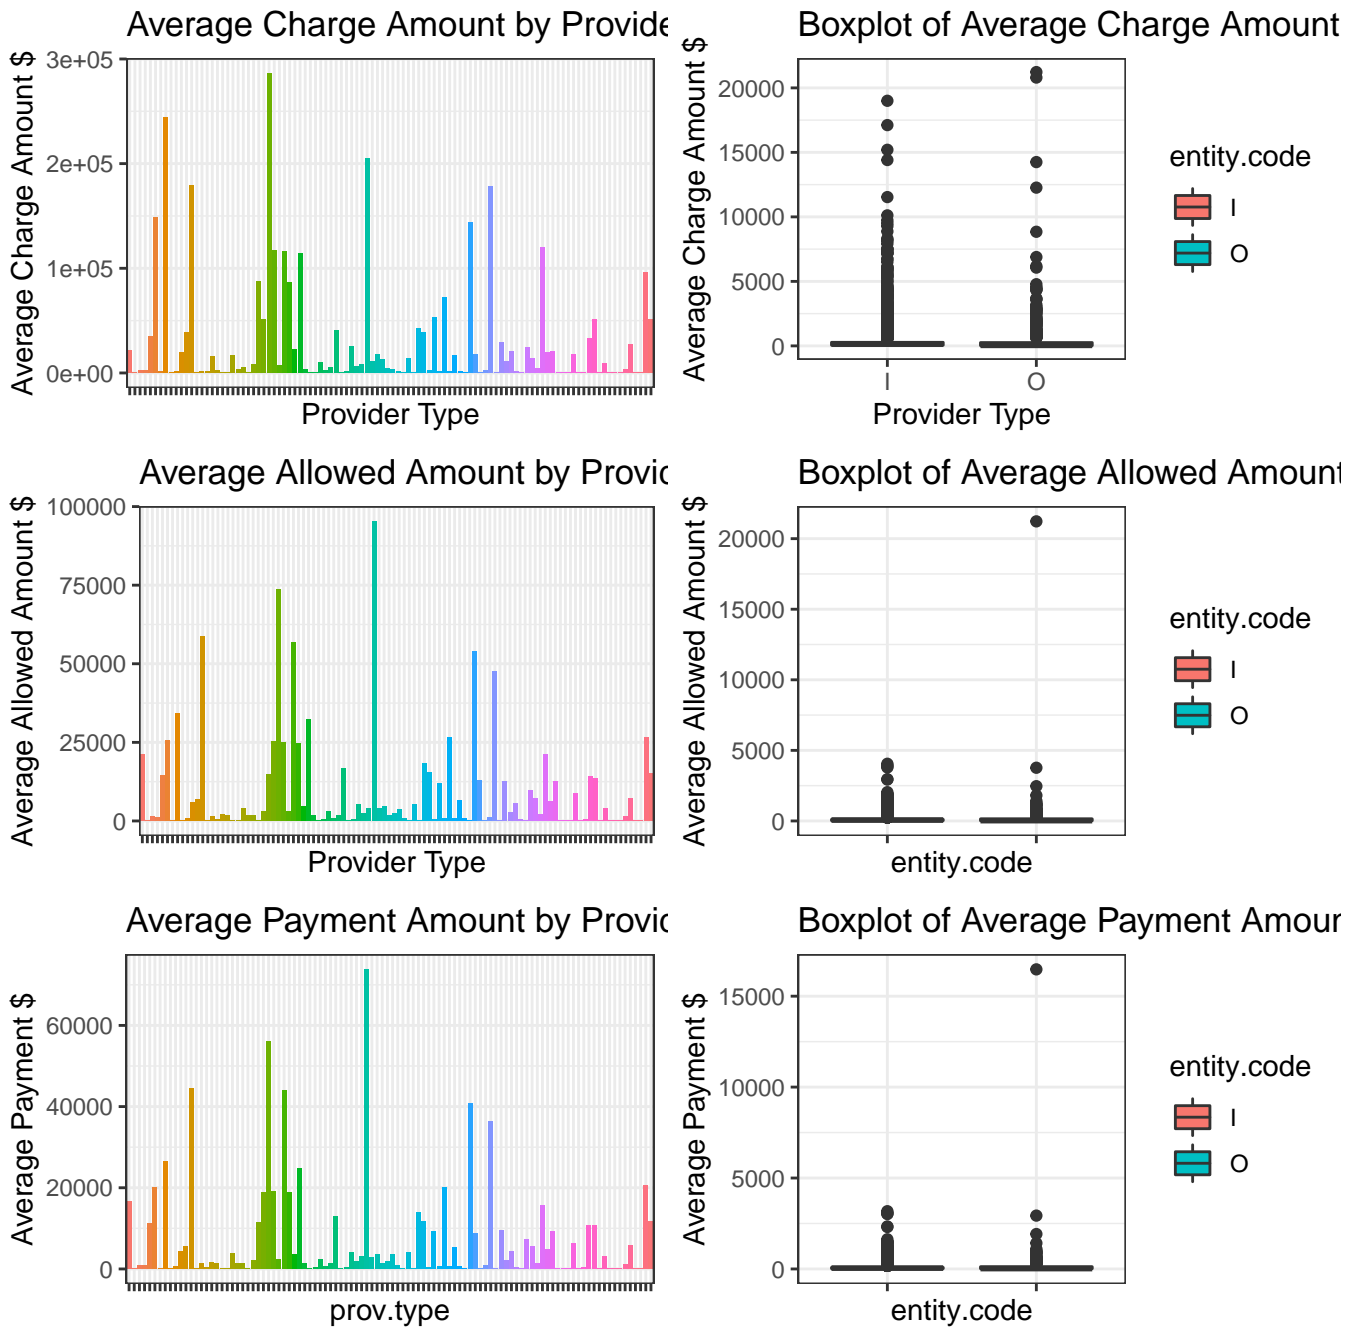 Average Charge Amount by Provide
Average Charge Amount $
3e+05
2e+05
1e+05
0e+00
Provider Type
Boxplot of Average Charge Amount
Average Charge Amount $
20000
15000
10000
5000
0
I
O
Provider Type
entity.code
I
O
Average Allowed Amount by Provid
Average Allowed Amount $
100000
75000
50000
25000
0
Provider Type
Boxplot of Average Allowed Amount
Average Allowed Amount $
20000
15000
10000
5000
0
entity.code
entity.code
I
O
Average Payment Amount by Provid
Average Payment $
60000
40000
20000
0
prov.type
Boxplot of Average Payment Amour
Average Payment $
15000
10000
5000
0
entity.code
entity.code
I
O